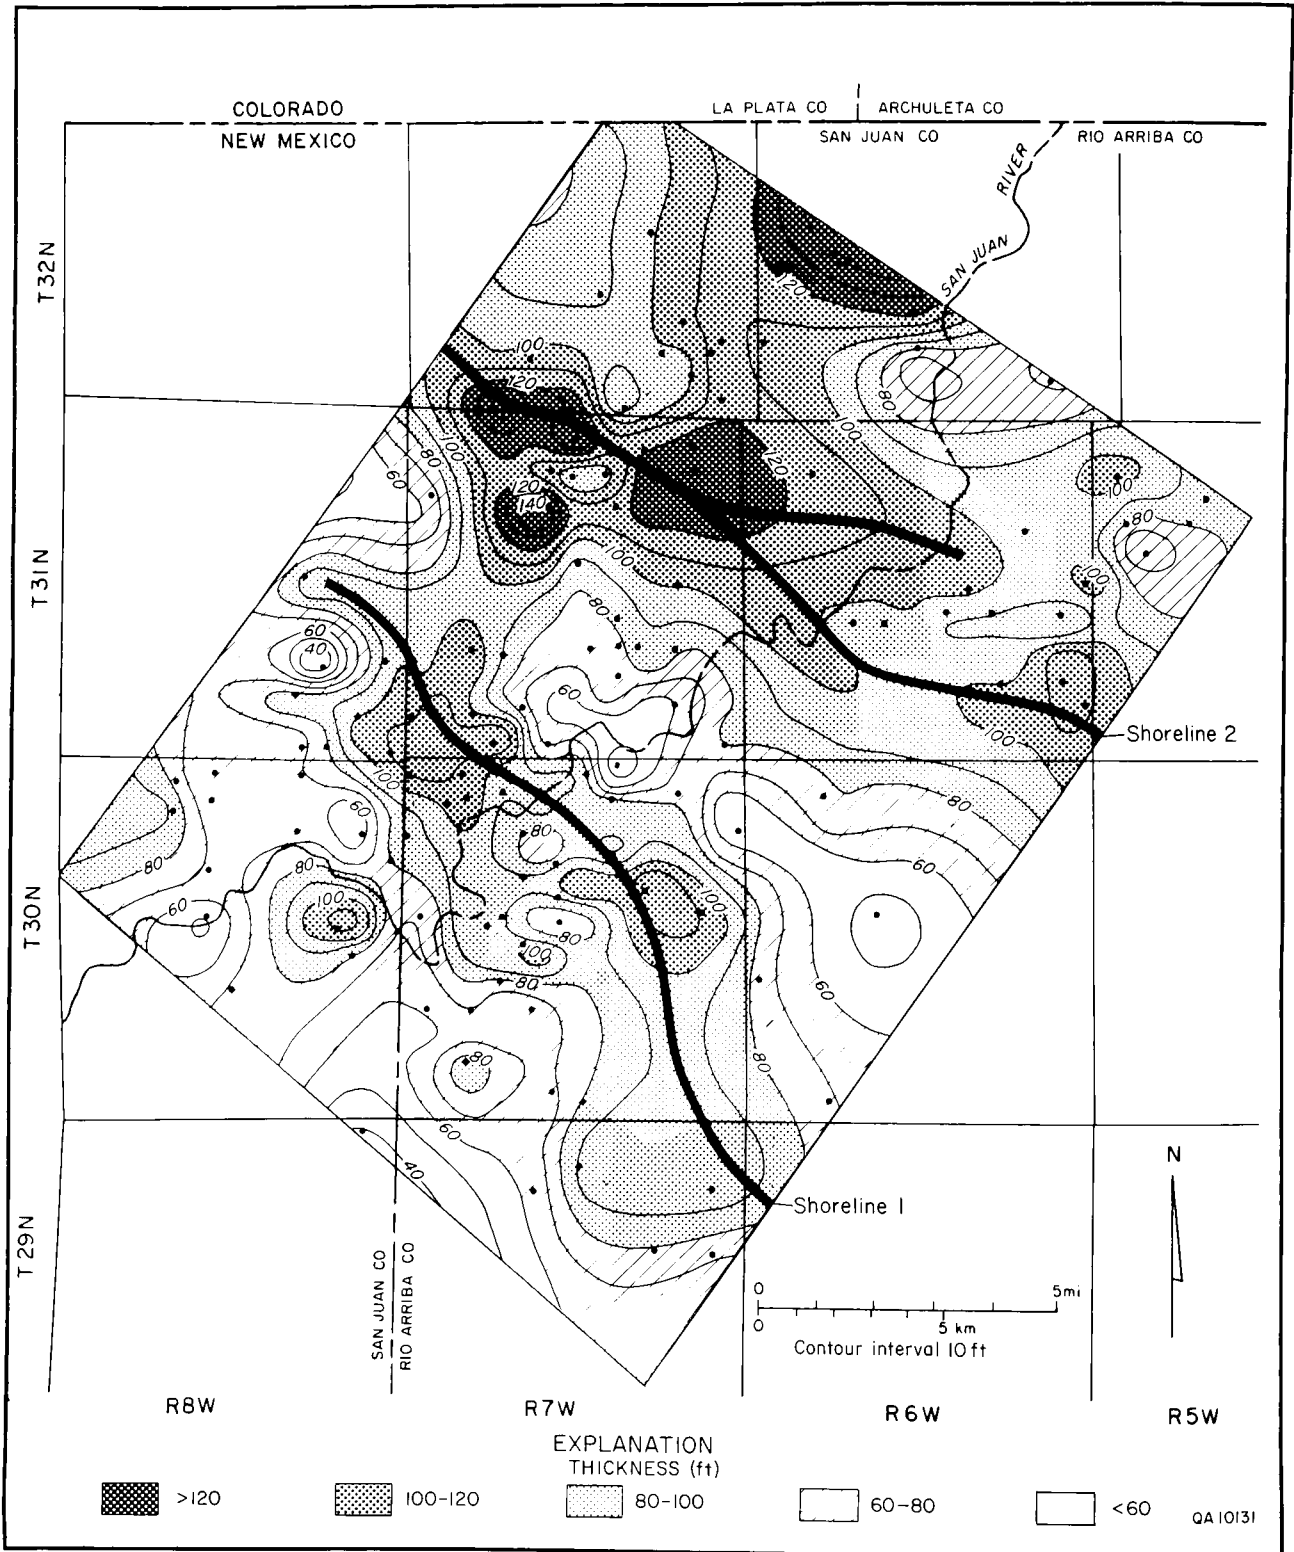 COLORADO
NEW MEXICO
LA PLATA CO
ARCHULETA CO
SAN JUAN CO
RIO ARRIBA CO
SAN JUAN
RIVER
T32N
120
100
120
80
100
100
80
60
120
120
140
100
80
100
T31N
100
80
60
40
60
Shoreline 2
100
100
80
60
80
80
60
80
80
T30N
60
100
100
80
100
80
60
80
80
60
40
N
Shoreline 1
T29N
SAN JUAN CO
RIO ARRIBA CO
0
5mi
0
5 km
Contour interval 10 ft
R8W
R7W
R6W
R5W
EXPLANATION
THICKNESS (ft)
>120
100-120
80-100
60-80
<60
QA10131